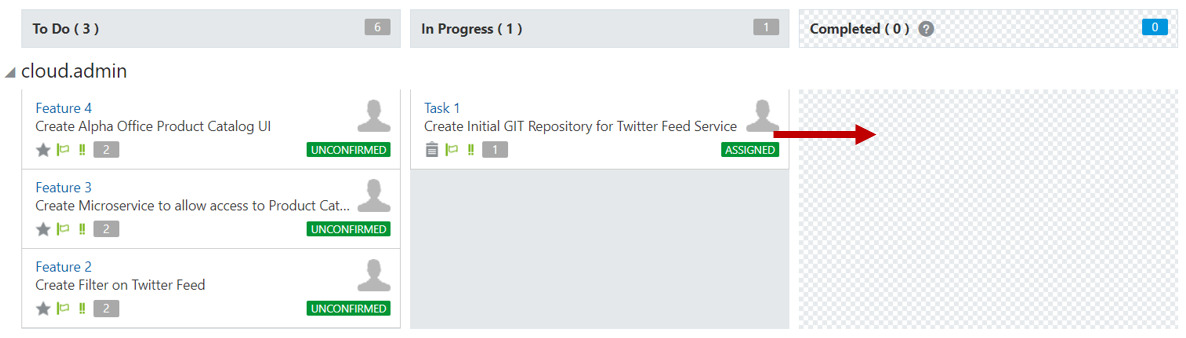 To Do ( 3 )
6
In Progress ( 1 )
1
Completed ( 0 )
?
0
cloud.admin
Feature 4
Create Alpha Office Product Catalog UI
!!
2
UNCONFIRMED
Feature 3
Create Microservice to allow access to Product Cat...
!!
2
UNCONFIRMED
Feature 2
Create Filter on Twitter Feed
!!
2
UNCONFIRMED
Task 1
Create Initial GIT Repository for Twitter Feed Service
!!
1
ASSIGNED